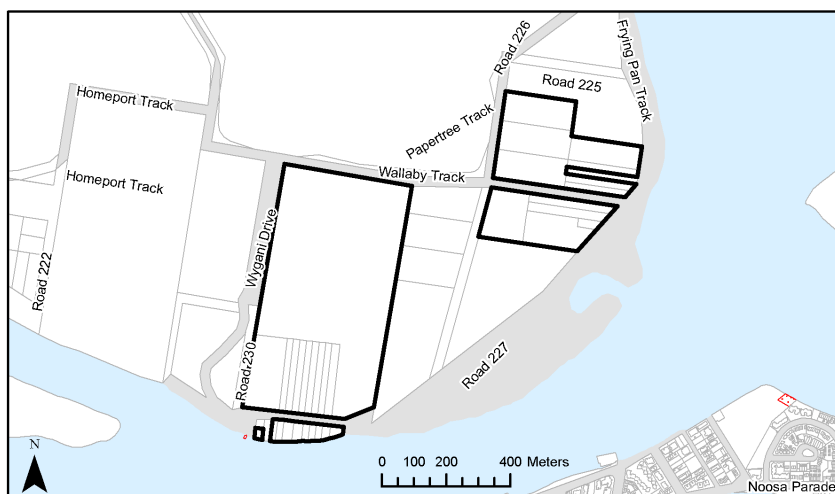 Road 226
Frying Pan Track
Road 225
Homeport Track
Papertree Track
Wallaby Track
Homeport Track
Wygani Drive
Road 222
Road 230
Road 227
N
0 100 200 400 Meters
Noosa Parade